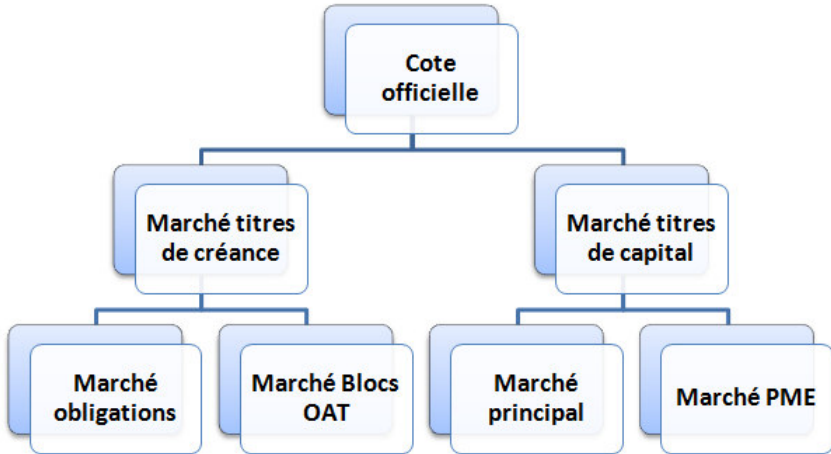 Cote
officielle
Marché titres
de créance
Marché titres
de capital
Marché
obligations
Marché Blocs
OAT
Marché
principal
Marché PME